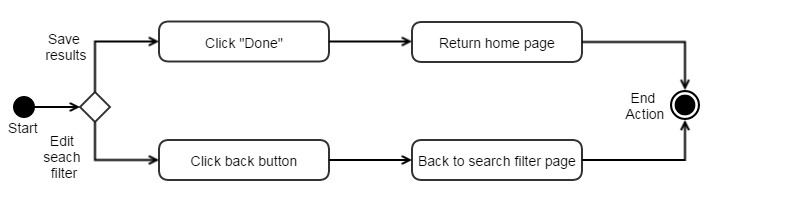 Save
results
Click "Done"
Return home page
Start
End
Action
Edit
seach
filter
Click back button
Back to search filter page